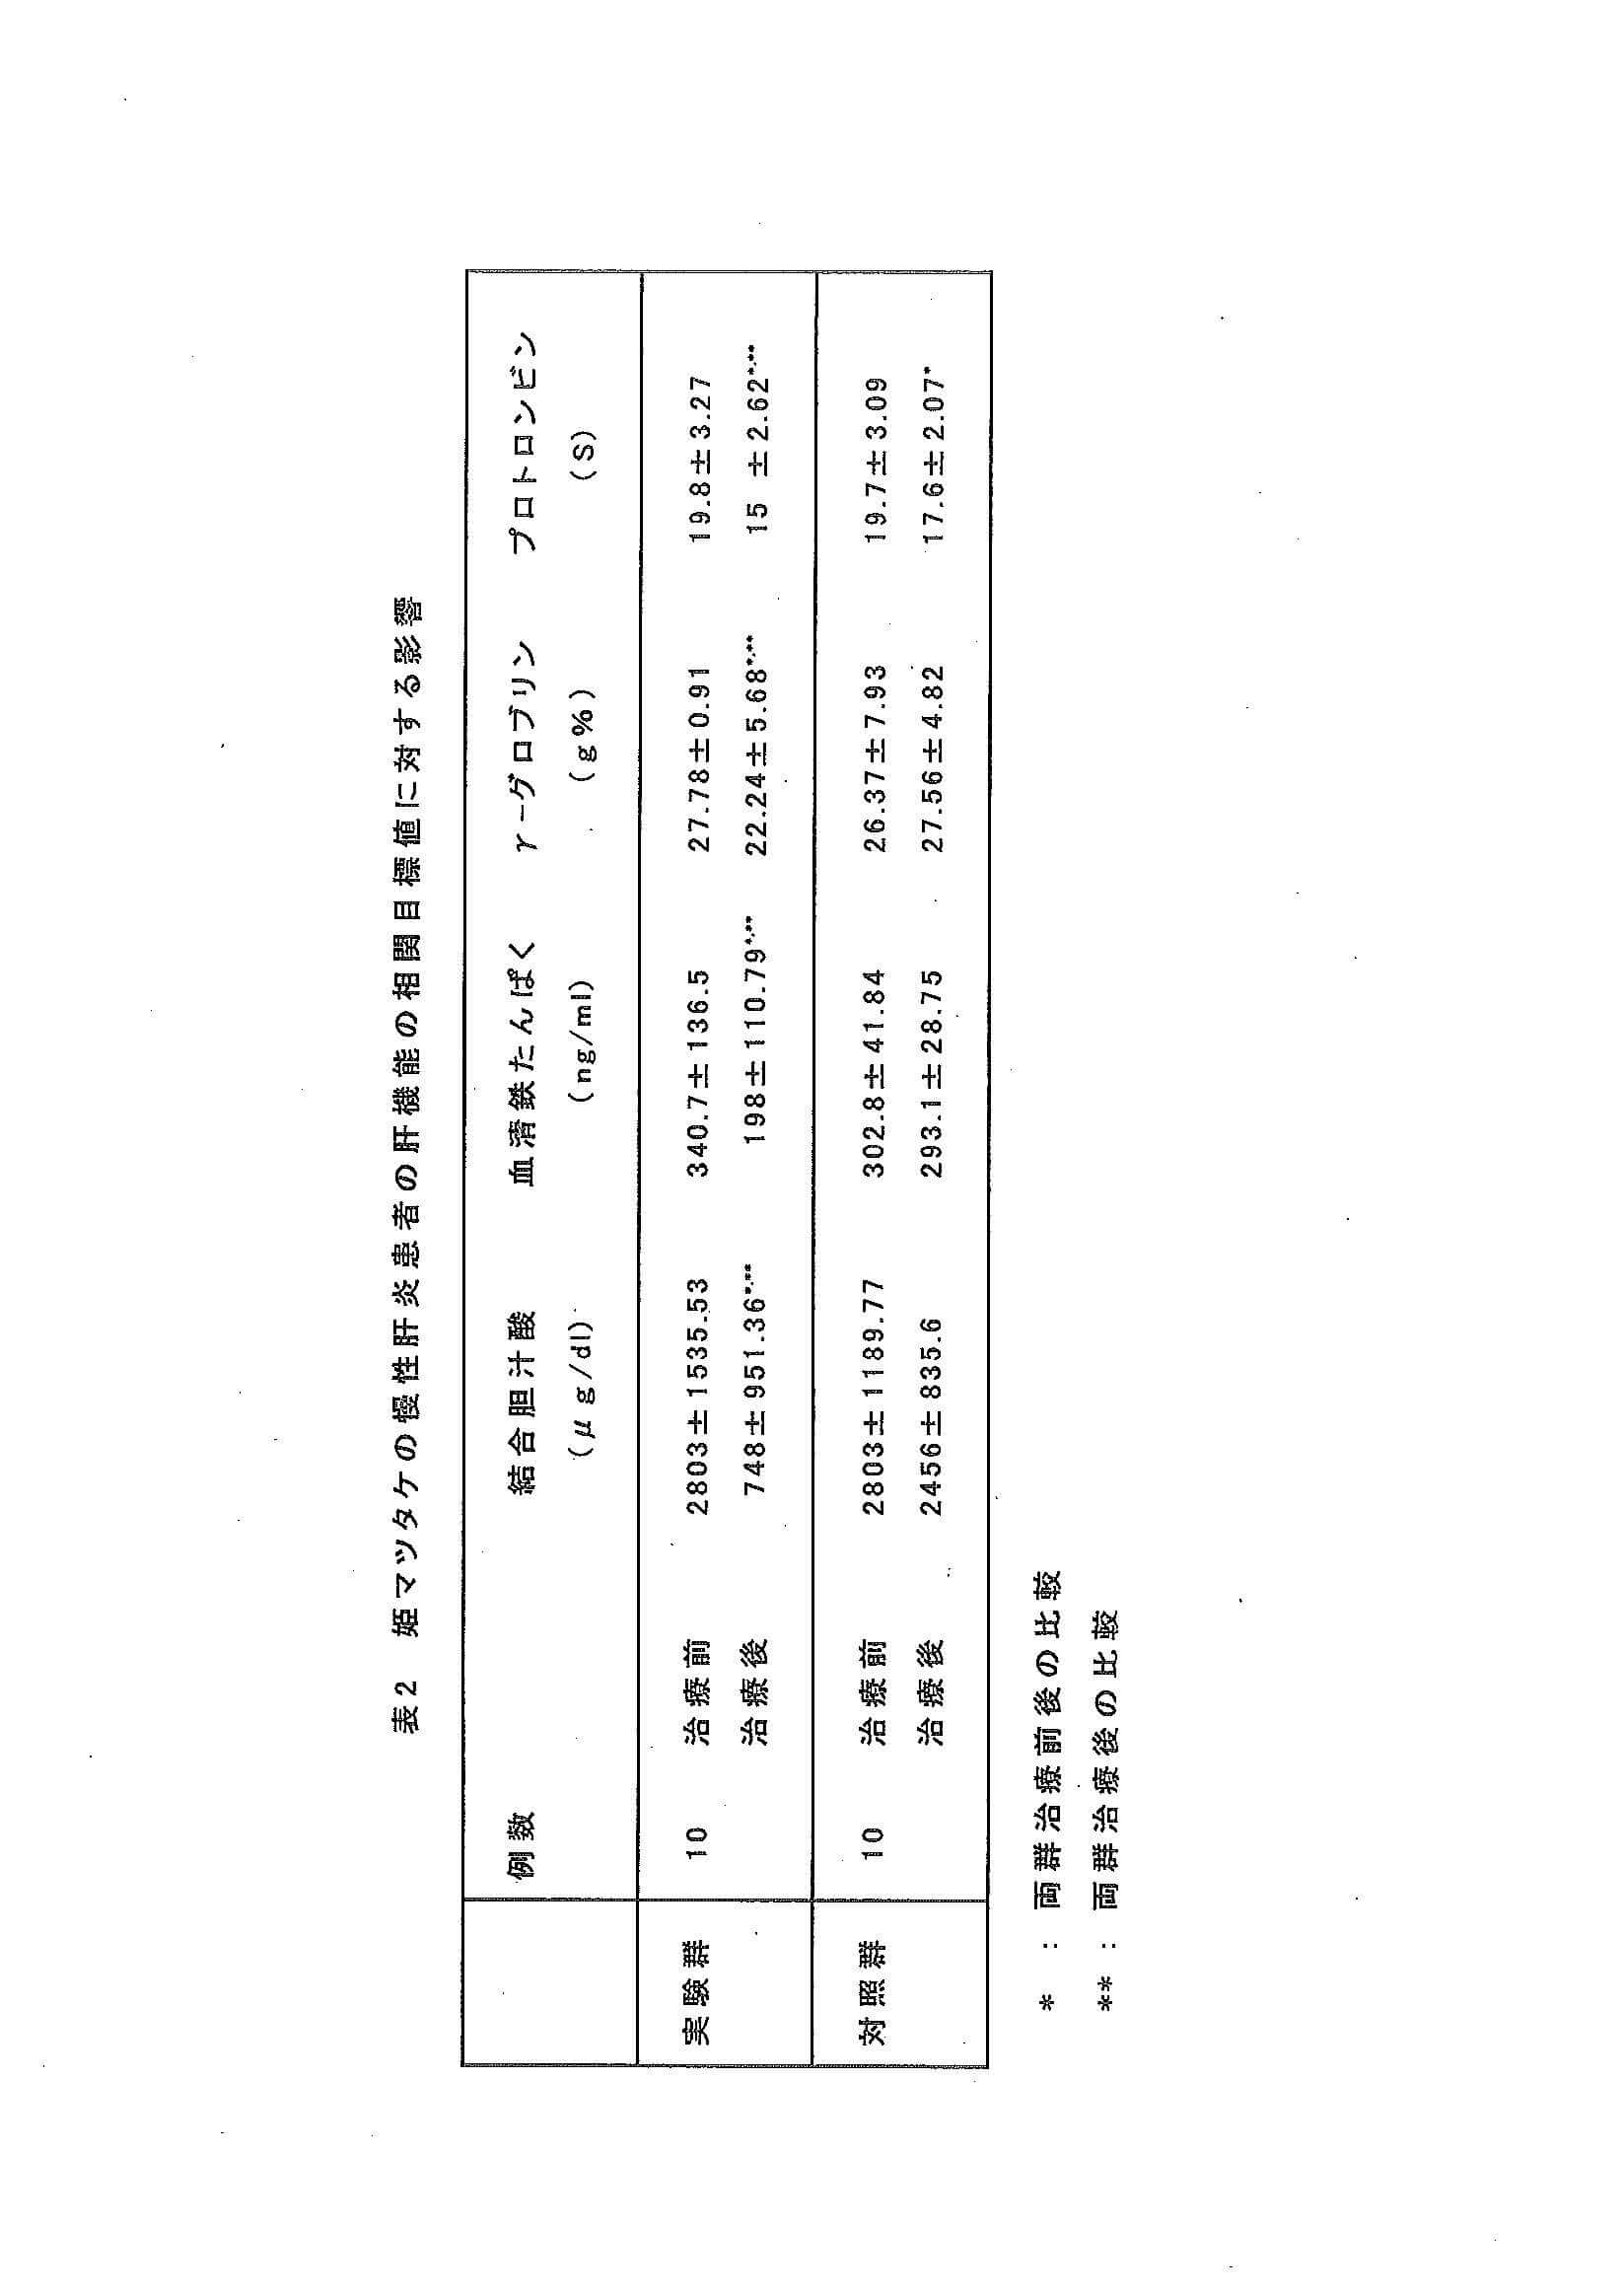 表2 姫マツタケの慢性肝炎患者の肝機能の相関目標値に対する影響
例数 結合胆汁酸 血清鉄たんぱく γーグロブリン プロトロンビン
(μg/dl) (ng/ml) (g%) (S)
実験群 10 治療前 2803±1535.53 340.7±136.5 27.78±0.91 19.8±3.27
治療後 748±951.36*,** 198±110.79*,** 22.24±5.68*,** 15 ±2.62*,**
対照群 10 治療前 2803±1189.77 302.8±41.84 26.37±7.93 19.7±3.09
治療後 2456±835.6 293.1±28.75 27.56±4.82 17.6±2.07*
* : 両群治療前後の比較
** : 両群治療後の比較